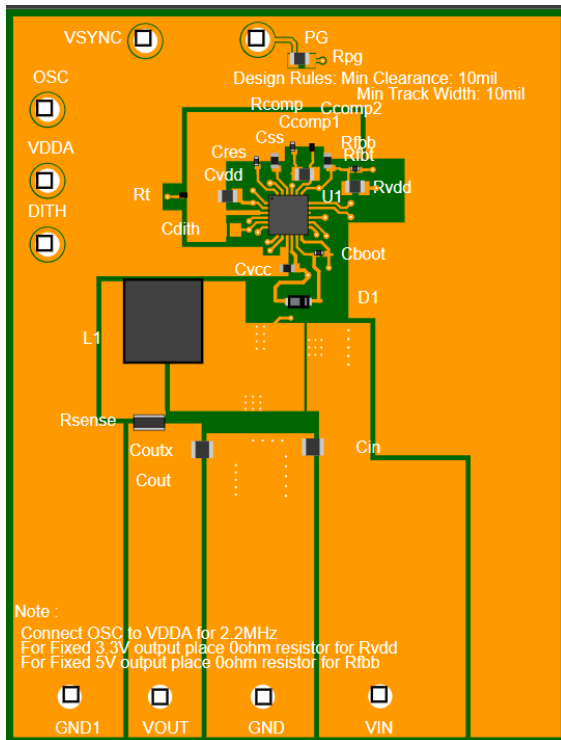 VSYNC
PG
Rpg
OSC
Design Rules: Min Clearance: 10mil
Min Track Width: 10mil
Rcomp
Ccomp2
Ccomp1
Css
Rfbb
Cres
Rfbt
VDDA
Cvdd
Rvdd
Rt
U1
DITH
Cdith
Cboot
Cvcc
D1
L1
Rsense
Coutx
Cin
Cout
Note :
Connect OSC to VDDA for 2.2MHz
For Fixed 3.3V output place 0ohm resistor for Rvdd
For Fixed 5V output place 0ohm resistor for Rfbb
GND1
VOUT
GND
VIN